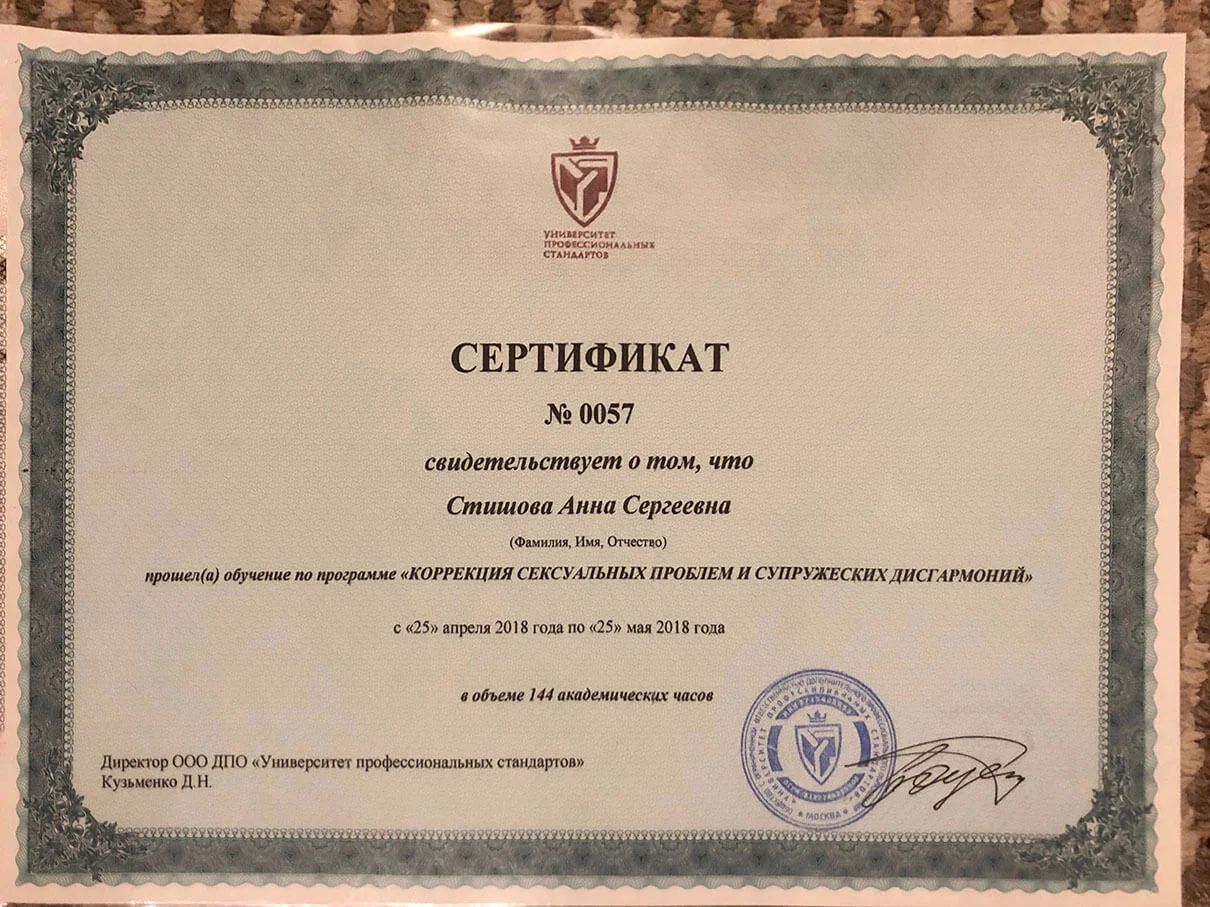 УНИВЕРСИТЕТ
ПРОФЕССИОНАЛЬНЫХ
СТАНДАРТОВ
СЕРТИФИКАТ
№ 0057
свидетельствует о том, что
Стишова Анна Сергеевна
(Фамилия, Имя, Отчество)
прошел(а) обучение по программе «КОРРЕКЦИЯ СЕКСУАЛЬНЫХ ПРОБЛЕМ И СУПРУЖЕСКИХ ДИСГАРМОНИЙ»
с «25» апреля 2018 года по «25» мая 2018 года
в объеме 144 академических часов
Директор ООО ДПО «Университет профессиональных стандартов»
Кузьменко Д.Н.
МОСКВА